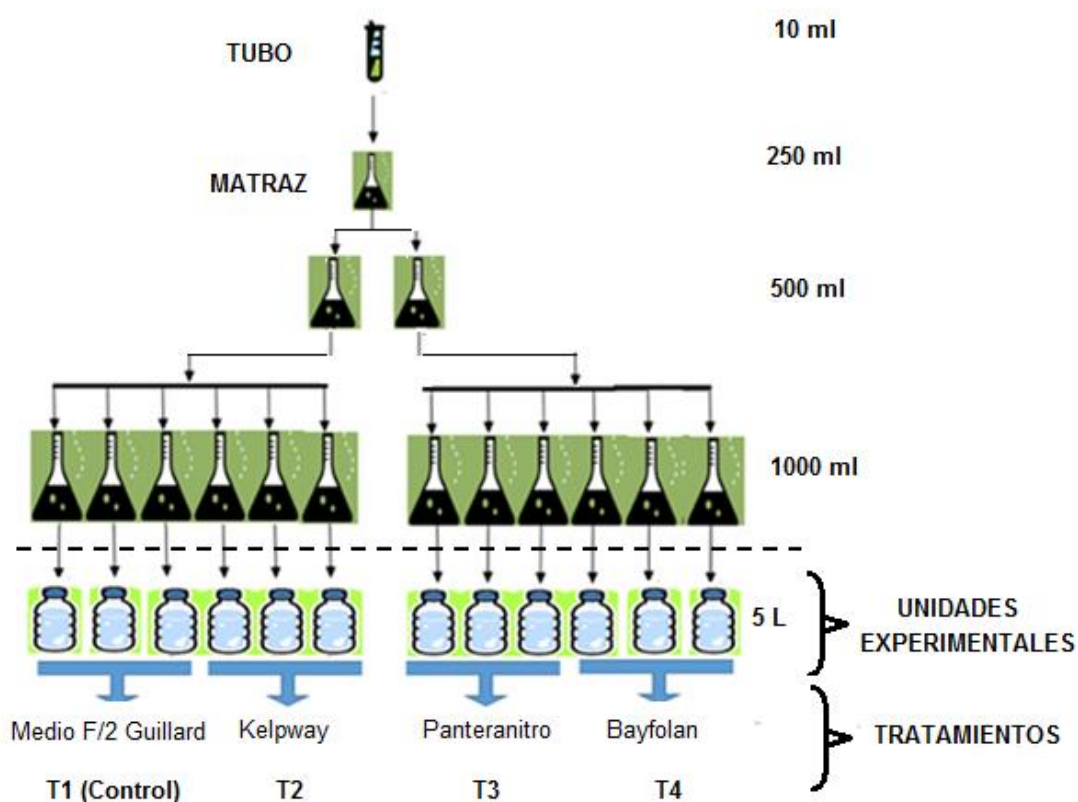 10 ml
TUBO
250 ml
MATRAZ
500 ml
1000 ml
5 L
UNIDADES
EXPERIMENTALES
Medio F/2 Guillard Kelpway Panteranitro Bayfolan
TRATAMIENTOS
T1 (Control) T2 T3 T4